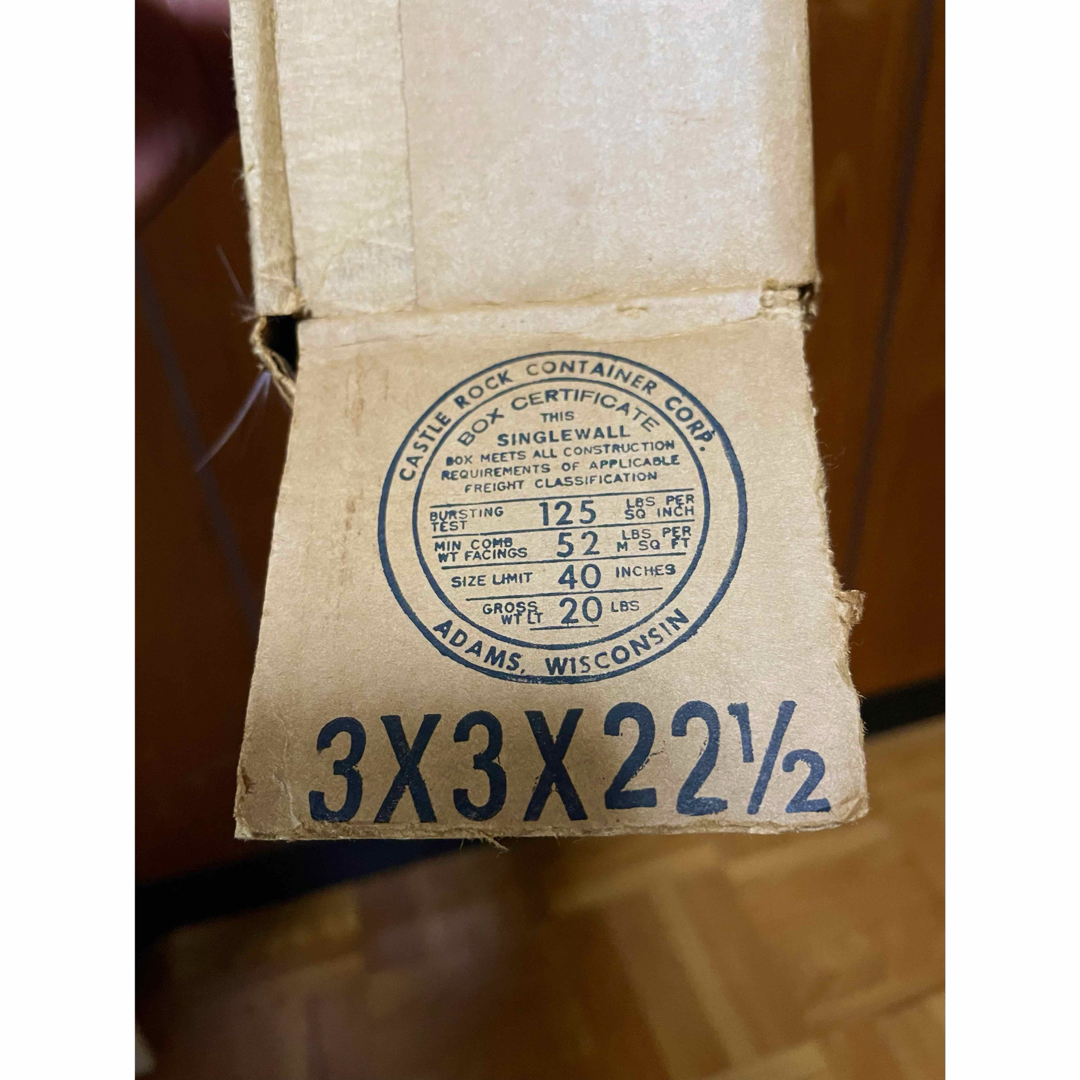 CASTLE ROCK CONTAINER CORP.
BOX CERTIFICATE
THIS
SINGLEWALL
BOX MEETS ALL CONSTRUCTION
REQUIREMENTS OF APPLICABLE
FREIGHT CLASSIFICATION
BURSTING TEST 125 LBS PER SQ INCH
MIN COMB WT FACINGS 52 LBS PER M SQ FT
SIZE LIMIT 40 INCHES
GROSS WT LT 20 LBS
ADAMS, WISCONSIN
3X3X22½